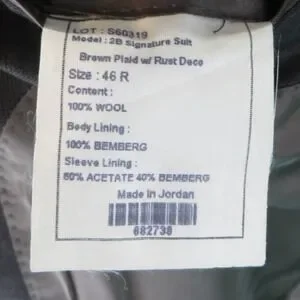 LOT : S60319
Model : 2B Signature Suit
Brown Plaid w/ Rust Deco
Size : 46 R
Content :
100% WOOL
Body Lining :
100% BEMBERG
Sleeve Lining :
60% ACETATE 40% BEMBERG
Made In Jordan
682738